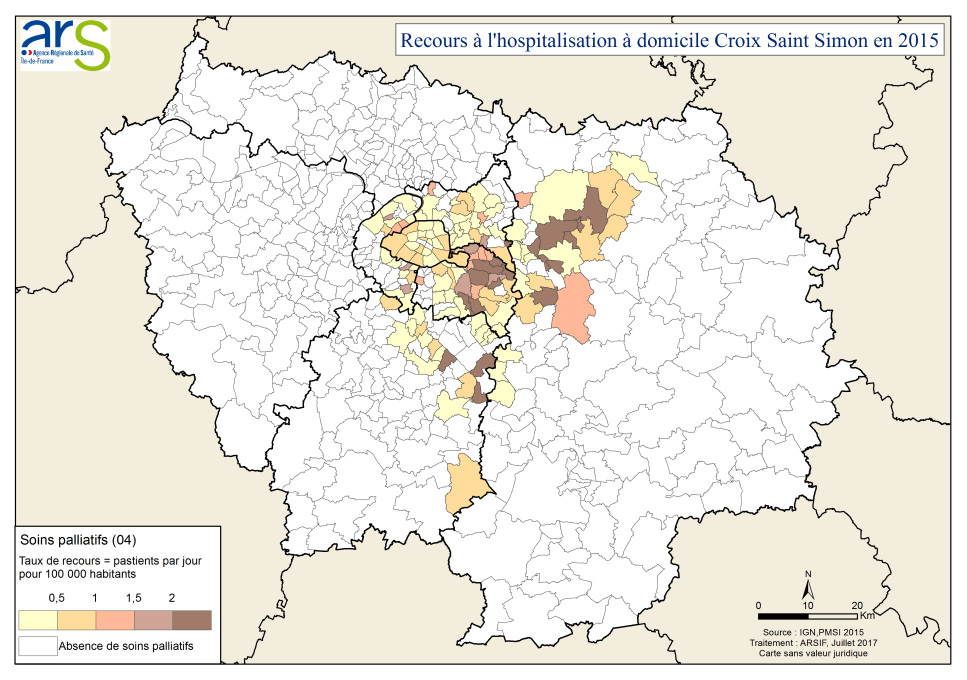 ars
Agence Régionale de Santé
Île-de-France
Recours à l'hospitalisation à domicile Croix Saint Simon en 2015
Soins palliatifs (04)
Taux de recours = pastients par jour
pour 100 000 habitants
0,5 1 1,5 2
Absence de soins palliatifs
N
0 10 20
Km
Source : IGN,PMSI 2015
Traitement : ARSIF, Juillet 2017
Carte sans valeur juridique